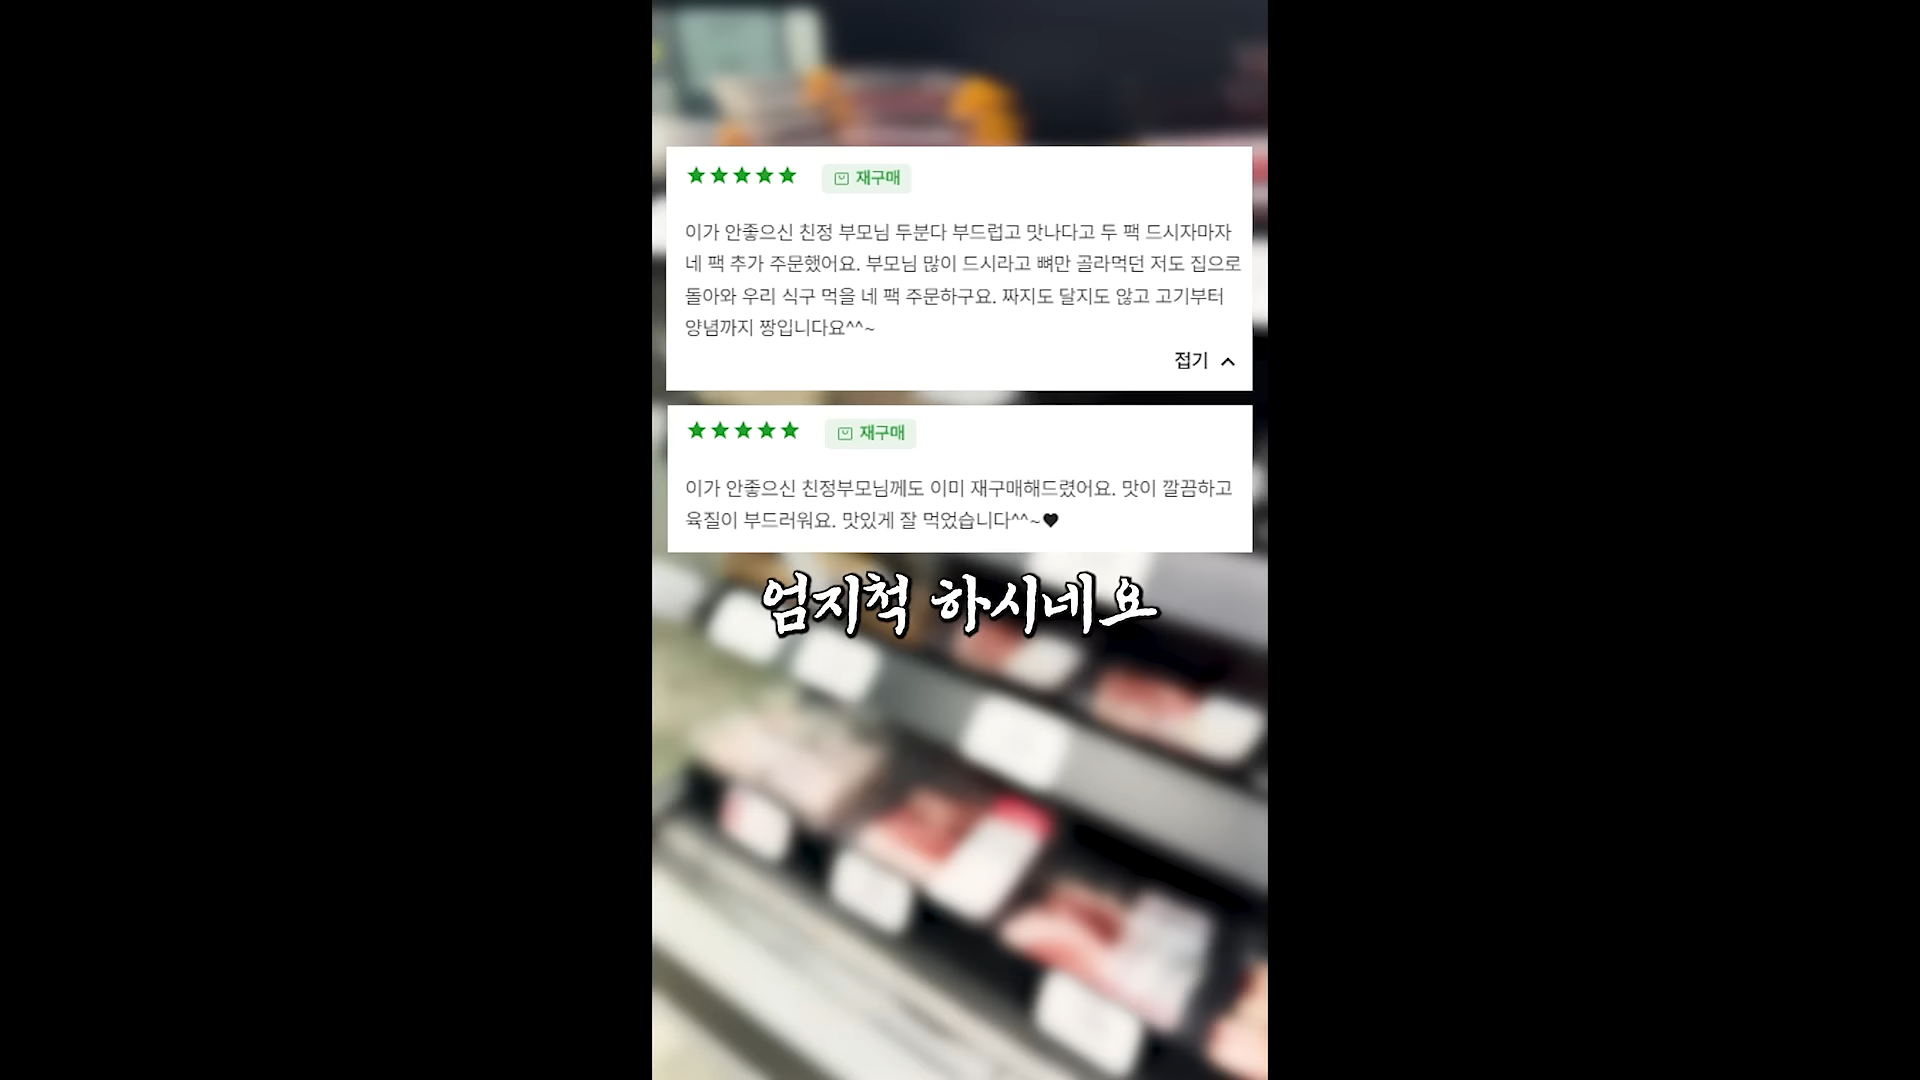 ★★★★★ 재구매
이가 안좋으신 친정 부모님 두분다 부드럽고 맛나다고 두 팩 드시자마자
네 팩 추가 주문했어요. 부모님 많이 드시라고 뼈만 골라먹던 저도 집으로
돌아와 우리 식구 먹을 네 팩 주문하구요. 짜지도 달지도 않고 고기부터
양념까지 짱입니다요^^~
접기
★★★★★ 재구매
이가 안좋으신 친정부모님께도 이미 재구매해드렸어요. 맛이 깔끔하고
육질이 부드러워요. 맛있게 잘 먹었습니다^^~♥
엄지척 하시네요